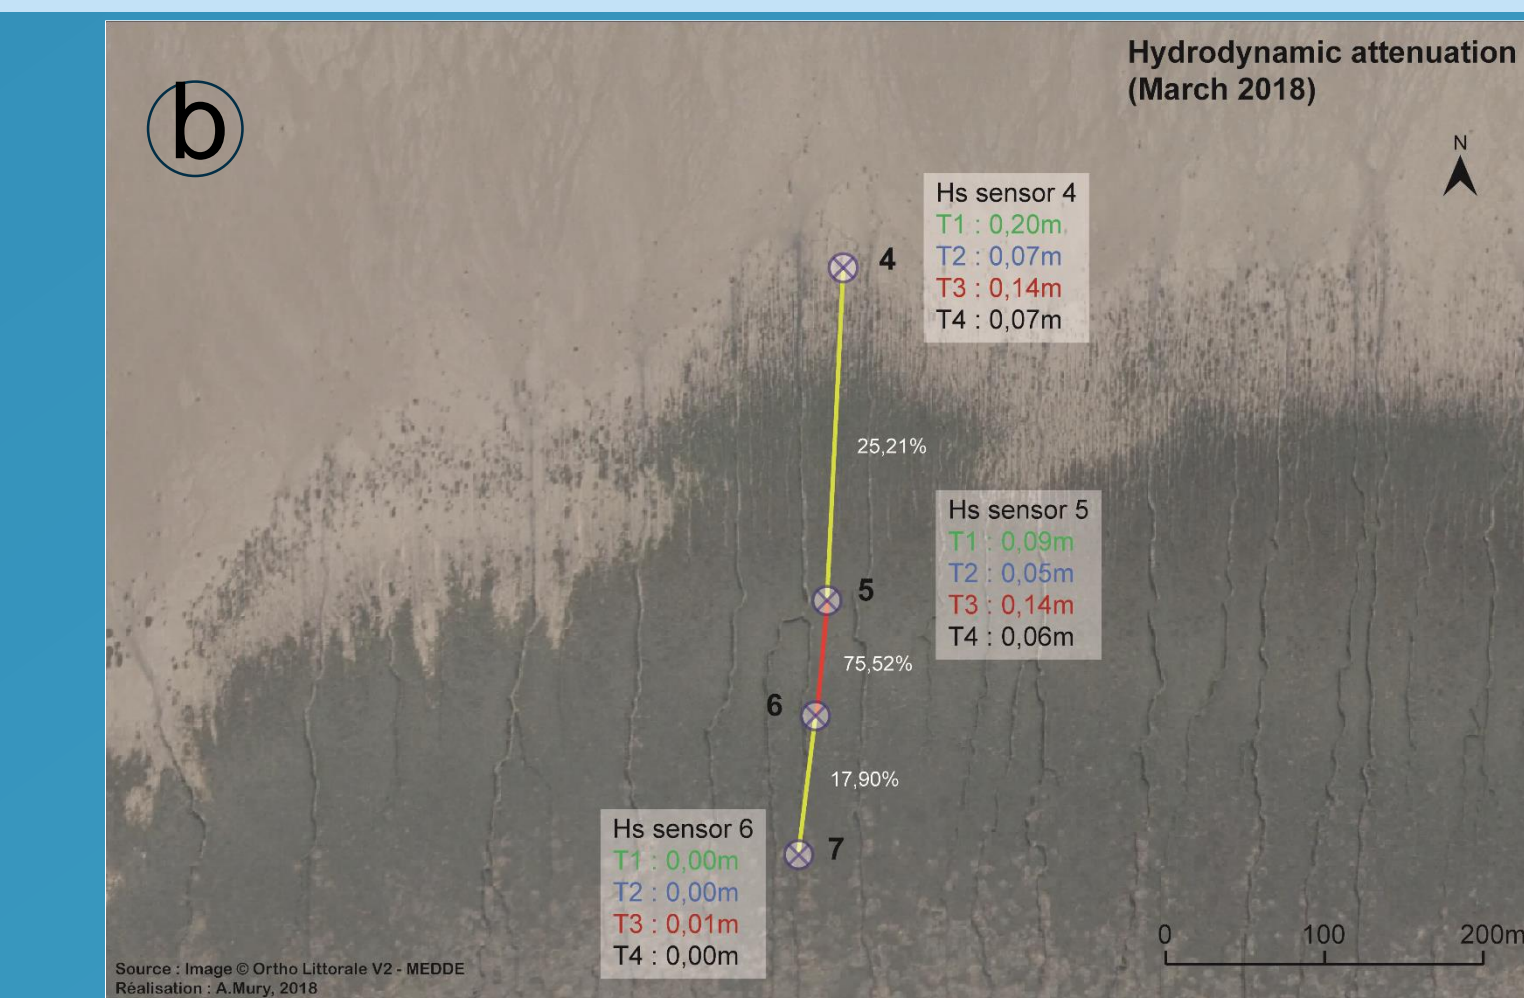 b
Hydrodynamic attenuation
(March 2018)
N
Hs sensor 4
T1 : 0,20m
T2 : 0,07m
T3 : 0,14m
T4 : 0,07m
4
25,21%
Hs sensor 5
T1 : 0,09m
T2 : 0,05m
T3 : 0,14m
T4 : 0,06m
5
75,52%
6
17,90%
Hs sensor 6
T1 : 0,00m
T2 : 0,00m
T3 : 0,01m
T4 : 0,00m
7
0 100 200m
Source : Image © Ortho Littorale V2 - MEDDE
Réalisation : A.Mury, 2018